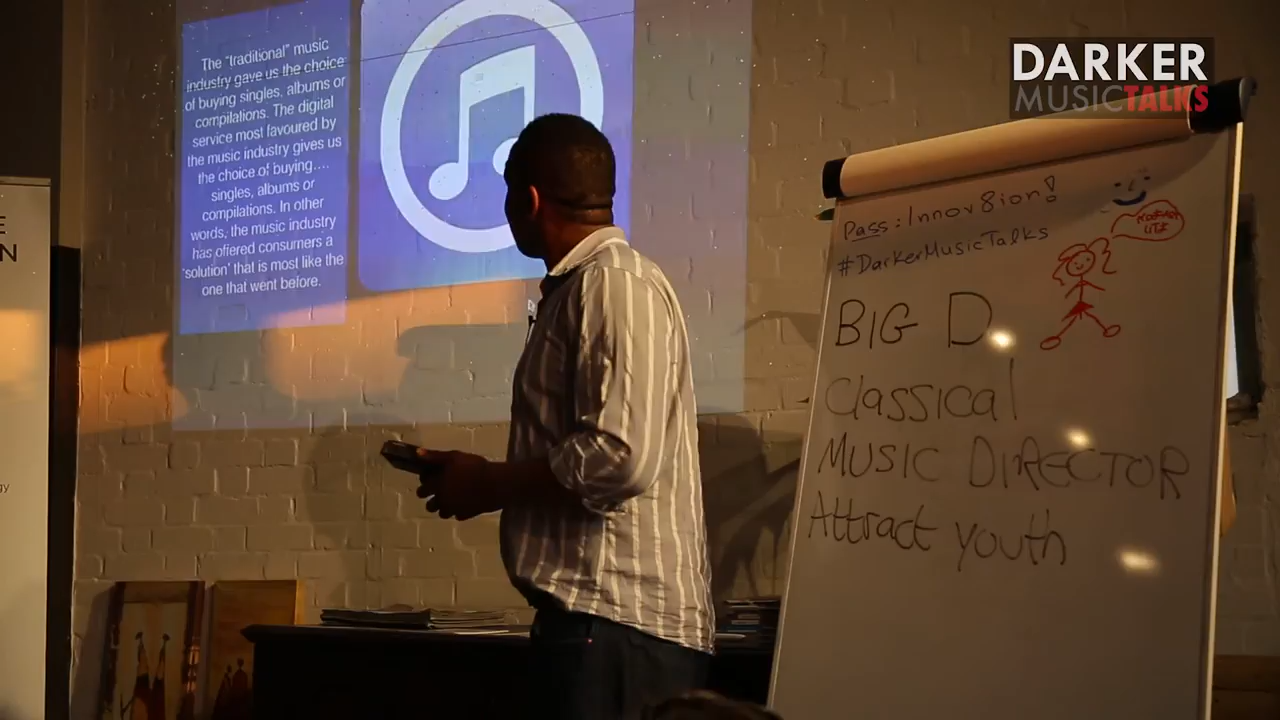 The "traditional" music
industry gave us the choice
of buying singles, albums or
compilations. The digital
service most favoured by
the music industry gives us
the choice of buying....
singles, albums or
compilations. In other
words, the music industry
has offered consumers a
'solution' that is most like the
one that went before.
DARKER
MUSICTALKS
Pass: Innov8ion!
#DarkerMusicTalks
BIG D
Classical
MUSIC DIRECTOR
Attract youth
E
N
gy